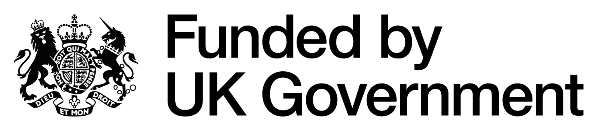 Funded by
UK Government
DIEU ET MON DROIT